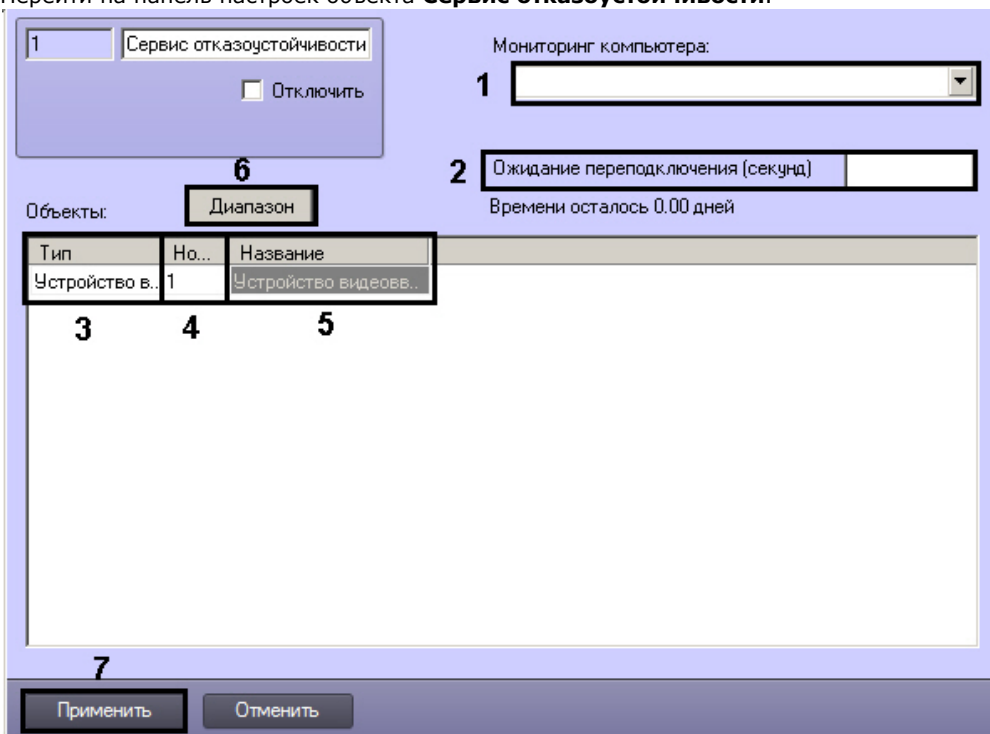 Перейти на панель настроек объекта Сервис отказоустойчивости.
1 Сервис отказоустойчивости
Мониторинг компьютера:
Отключить
1
6
2 Ожидание переподключения (секунд)
Объекты: Диапазон
Времени осталось 0.00 дней
Тип Но... Название
Устройство в.. 1 Устройство видеовв..
3 4 5
7
Применить Отменить